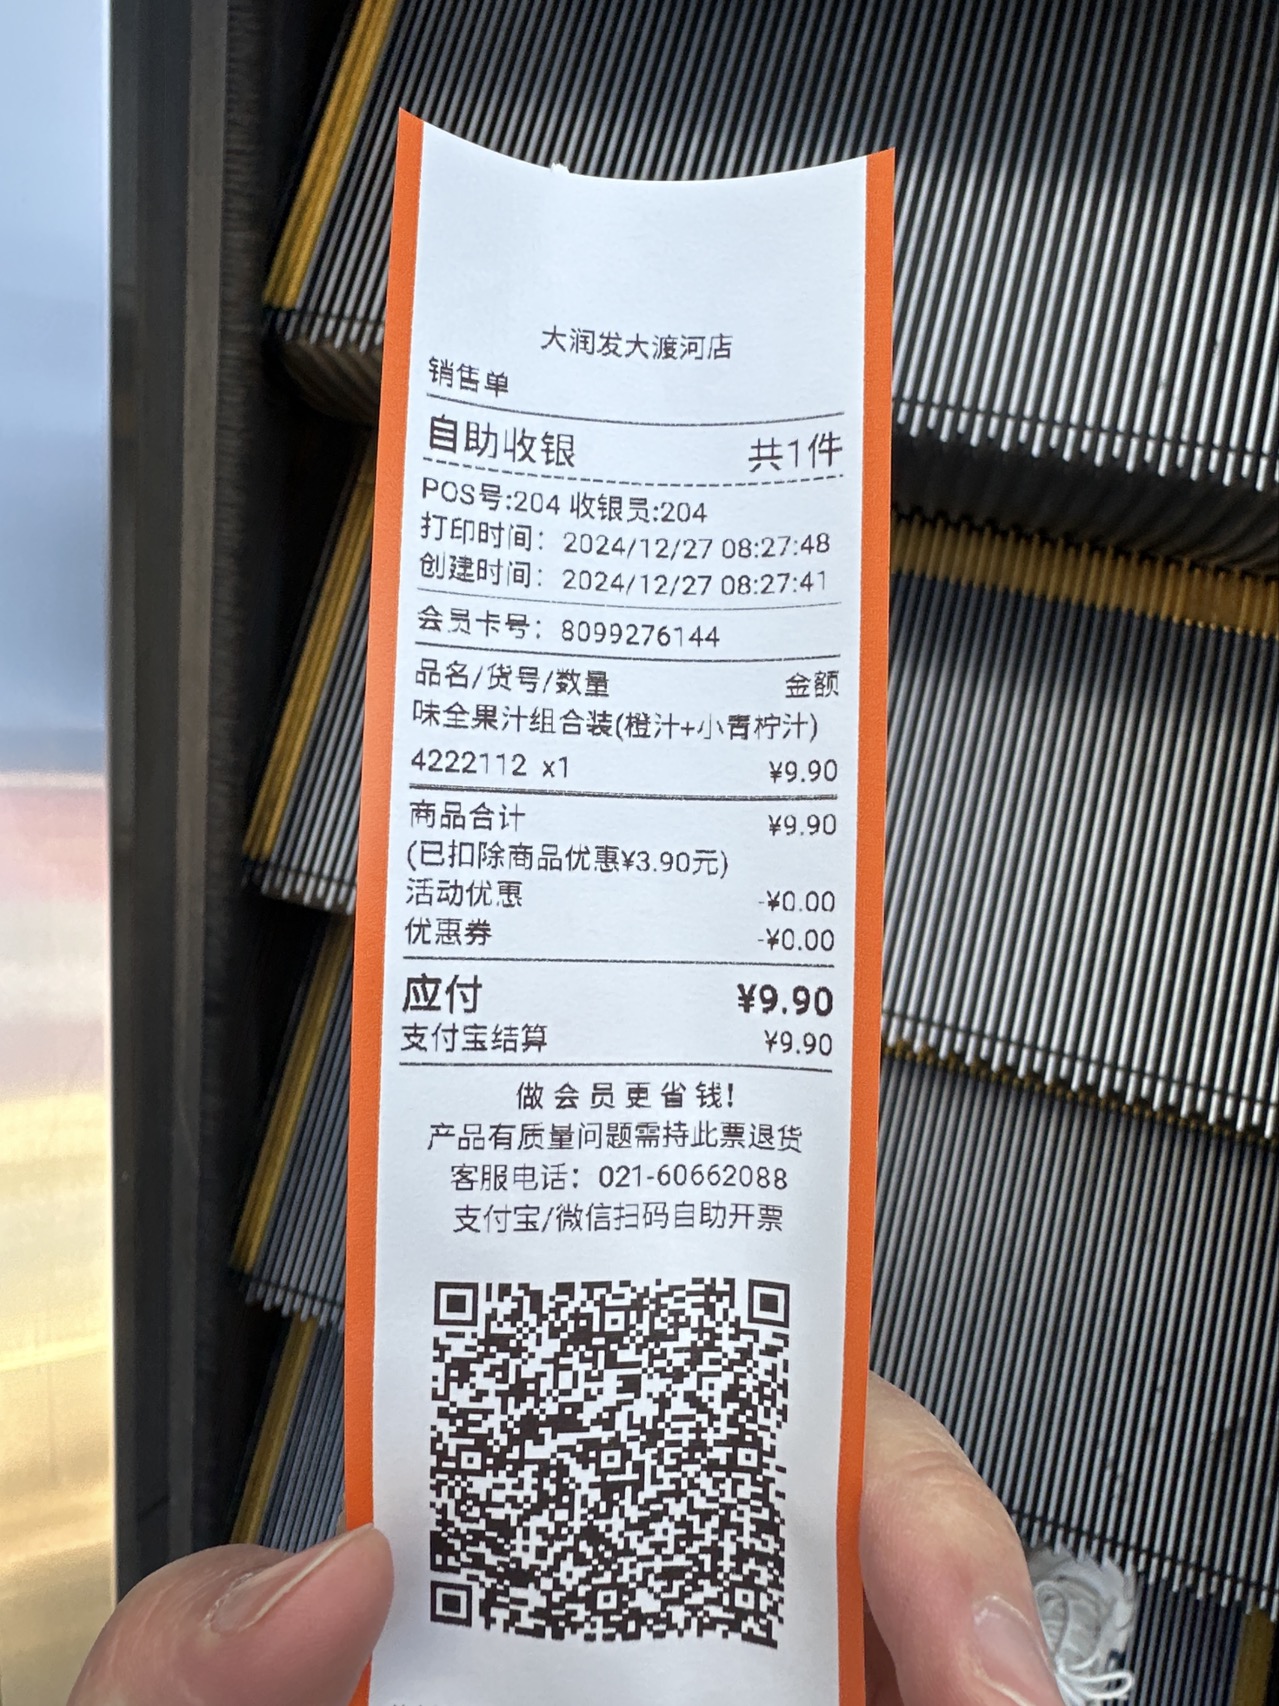 大润发大渡河店
销售单
自助收银 共1件
POS号:204 收银员:204
打印时间：2024/12/27 08:27:48
创建时间：2024/12/27 08:27:41
会员卡号：8099276144
品名/货号/数量 金额
味全果汁组合装(橙汁+小青柠汁)
4222112 x1 ¥9.90
商品合计 ¥9.90
(已扣除商品优惠¥3.90元)
活动优惠 -¥0.00
优惠券 -¥0.00
应付 ¥9.90
支付宝结算 ¥9.90
做会员更省钱!
产品有质量问题需持此票退货
客服电话：021-60662088
支付宝/微信扫码自助开票